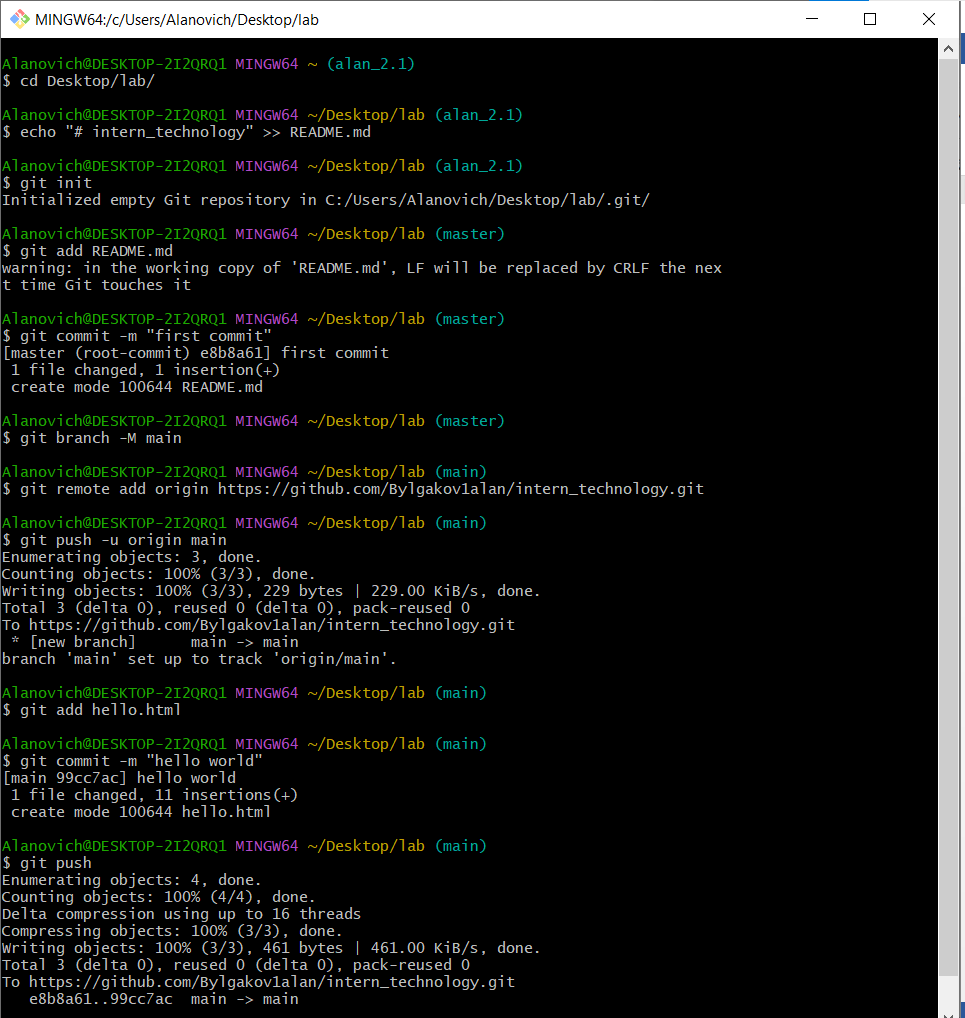 MINGW64:/c/Users/Alanovich/Desktop/lab
Alanovich@DESKTOP-2I2QRQ1 MINGW64 ~ (alan_2.1)
$ cd Desktop/lab/
Alanovich@DESKTOP-2I2QRQ1 MINGW64 ~/Desktop/lab (alan_2.1)
$ echo "# intern_technology" >> README.md
Alanovich@DESKTOP-2I2QRQ1 MINGW64 ~/Desktop/lab (alan_2.1)
$ git init
Initialized empty Git repository in C:/Users/Alanovich/Desktop/lab/.git/
Alanovich@DESKTOP-2I2QRQ1 MINGW64 ~/Desktop/lab (master)
$ git add README.md
warning: in the working copy of 'README.md', LF will be replaced by CRLF the nex
t time Git touches it
Alanovich@DESKTOP-2I2QRQ1 MINGW64 ~/Desktop/lab (master)
$ git commit -m "first commit"
[master (root-commit) e8b8a61] first commit
 1 file changed, 1 insertion(+)
 create mode 100644 README.md
Alanovich@DESKTOP-2I2QRQ1 MINGW64 ~/Desktop/lab (master)
$ git branch -M main
Alanovich@DESKTOP-2I2QRQ1 MINGW64 ~/Desktop/lab (main)
$ git remote add origin https://github.com/Bylgakov1alan/intern_technology.git
Alanovich@DESKTOP-2I2QRQ1 MINGW64 ~/Desktop/lab (main)
$ git push -u origin main
Enumerating objects: 3, done.
Counting objects: 100% (3/3), done.
Writing objects: 100% (3/3), 229 bytes | 229.00 KiB/s, done.
Total 3 (delta 0), reused 0 (delta 0), pack-reused 0
To https://github.com/Bylgakov1alan/intern_technology.git
 * [new branch]      main -> main
branch 'main' set up to track 'origin/main'.
Alanovich@DESKTOP-2I2QRQ1 MINGW64 ~/Desktop/lab (main)
$ git add hello.html
Alanovich@DESKTOP-2I2QRQ1 MINGW64 ~/Desktop/lab (main)
$ git commit -m "hello world"
[main 99cc7ac] hello world
 1 file changed, 11 insertions(+)
 create mode 100644 hello.html
Alanovich@DESKTOP-2I2QRQ1 MINGW64 ~/Desktop/lab (main)
$ git push
Enumerating objects: 4, done.
Counting objects: 100% (4/4), done.
Delta compression using up to 16 threads
Compressing objects: 100% (3/3), done.
Writing objects: 100% (3/3), 461 bytes | 461.00 KiB/s, done.
Total 3 (delta 0), reused 0 (delta 0), pack-reused 0
To https://github.com/Bylgakov1alan/intern_technology.git
   e8b8a61..99cc7ac  main -> main